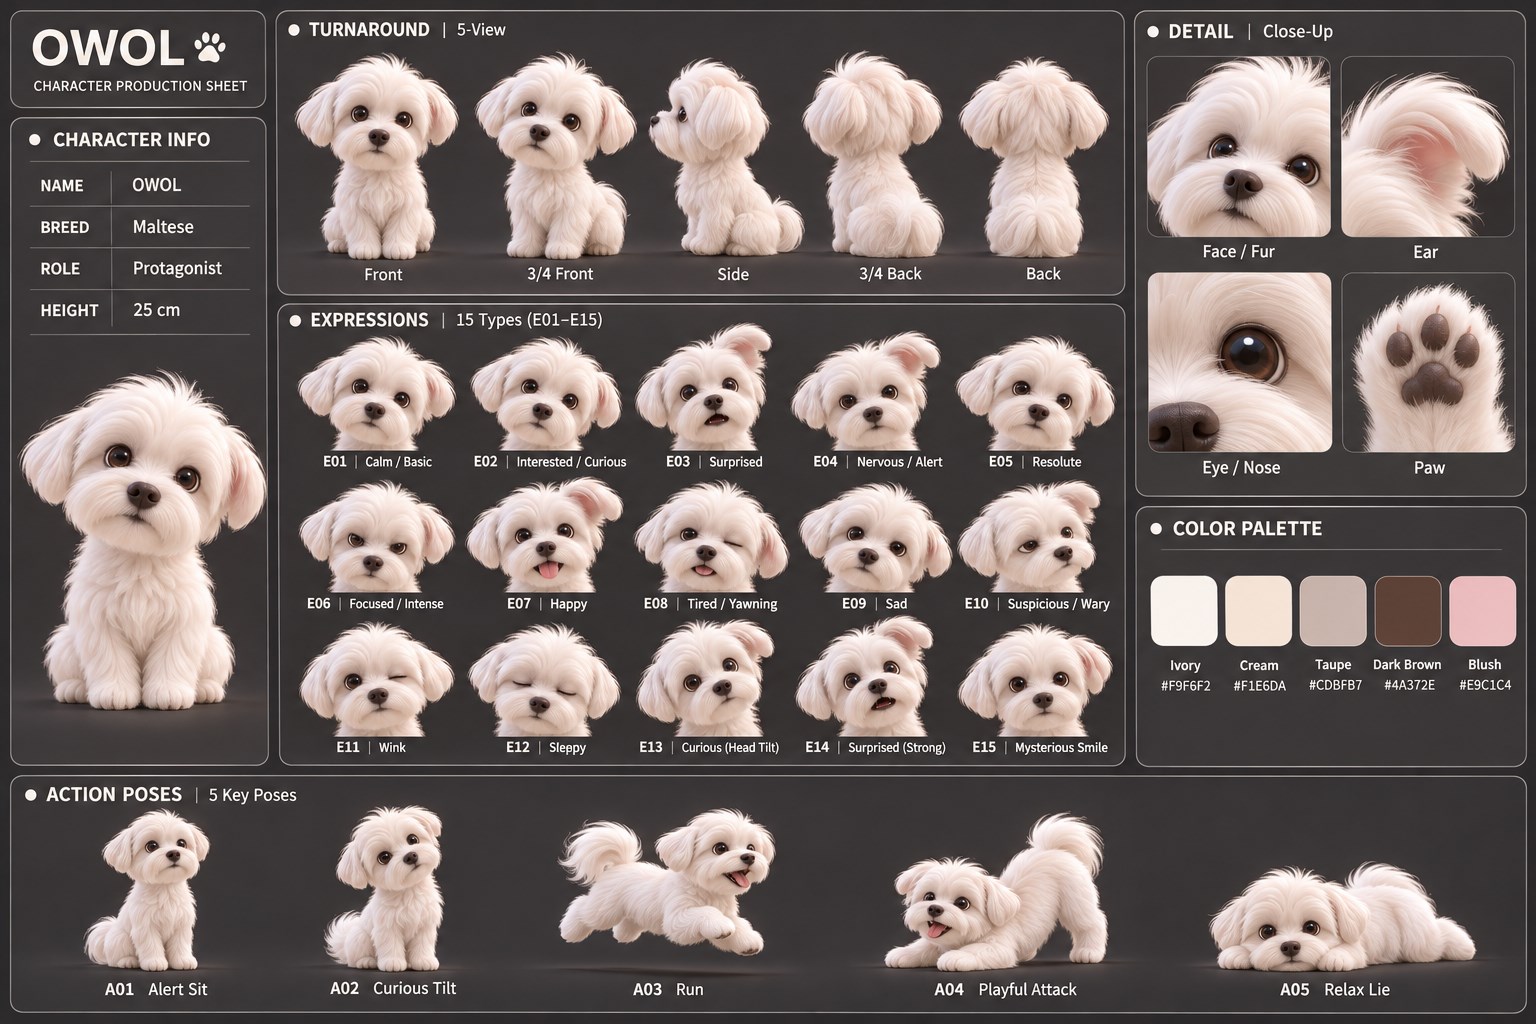 OWOL
CHARACTER PRODUCTION SHEET
CHARACTER INFO
NAME OWOL
BREED Maltese
ROLE Protagonist
HEIGHT 25 cm
TURNAROUND | 5-View
Front 3/4 Front Side 3/4 Back Back
EXPRESSIONS | 15 Types (E01–E15)
E01 | Calm / Basic E02 | Interested / Curious E03 | Surprised E04 | Nervous / Alert E05 | Resolute
E06 | Focused / Intense E07 | Happy E08 | Tired / Yawning E09 | Sad E10 | Suspicious / Wary
E11 | Wink E12 | Sleppy E13 | Curious (Head Tilt) E14 | Surprised (Strong) E15 | Mysterious Smile
DETAIL | Close-Up
Face / Fur Ear
Eye / Nose Paw
COLOR PALETTE
Ivory Cream Taupe Dark Brown Blush
#F9F6F2 #F1E6DA #CDBFB7 #4A372E #E9C1C4
ACTION POSES | 5 Key Poses
A01 Alert Sit A02 Curious Tilt A03 Run A04 Playful Attack A05 Relax Lie